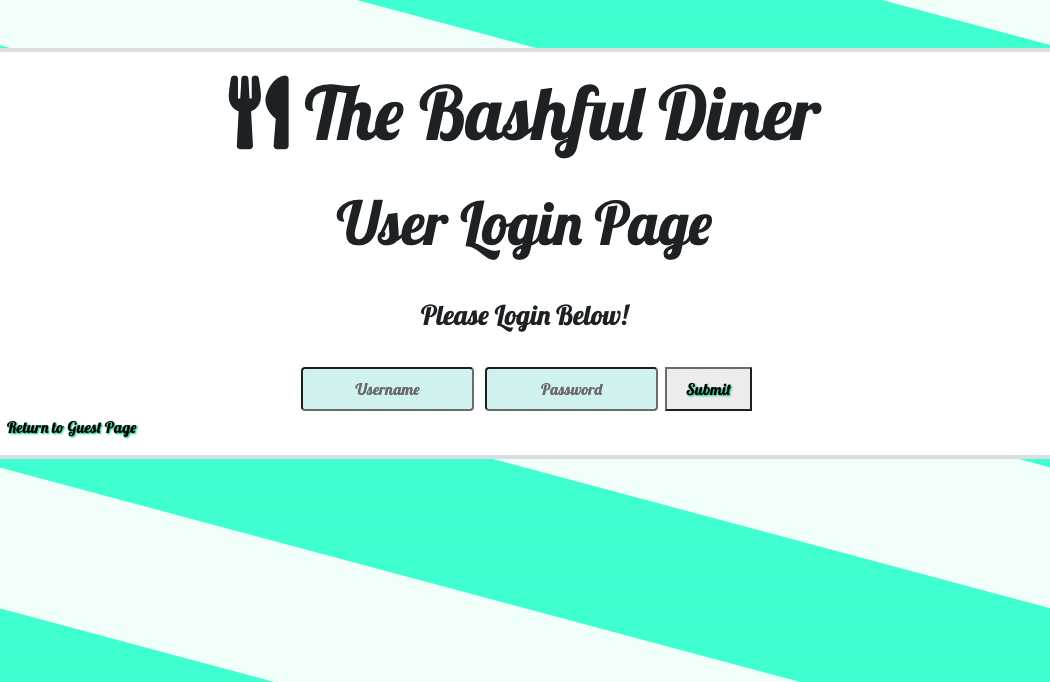 The Bashful Diner
User Login Page
Please Login Below!
Username Password Submit
Return to Guest Page